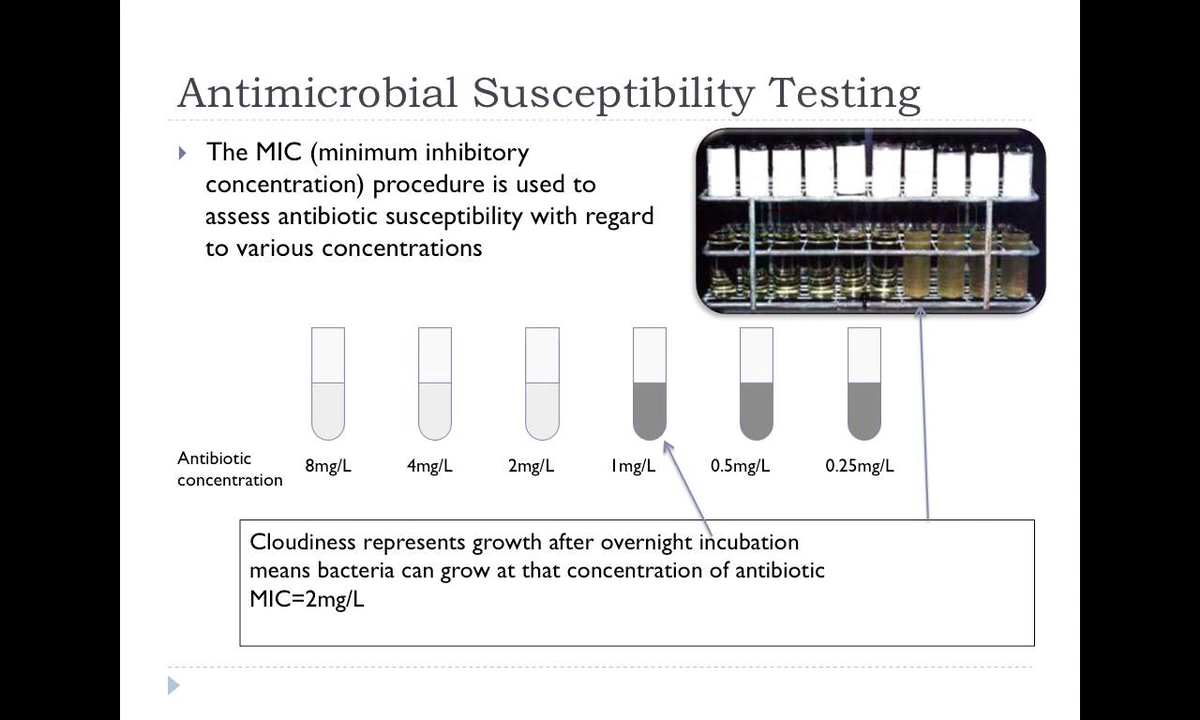 Antimicrobial Susceptibility Testing
The MIC (minimum inhibitory
concentration) procedure is used to
assess antibiotic susceptibility with regard
to various concentrations
Antibiotic
concentration
8mg/L 4mg/L 2mg/L 1mg/L 0.5mg/L 0.25mg/L
Cloudiness represents growth after overnight incubation
means bacteria can grow at that concentration of antibiotic
MIC=2mg/L